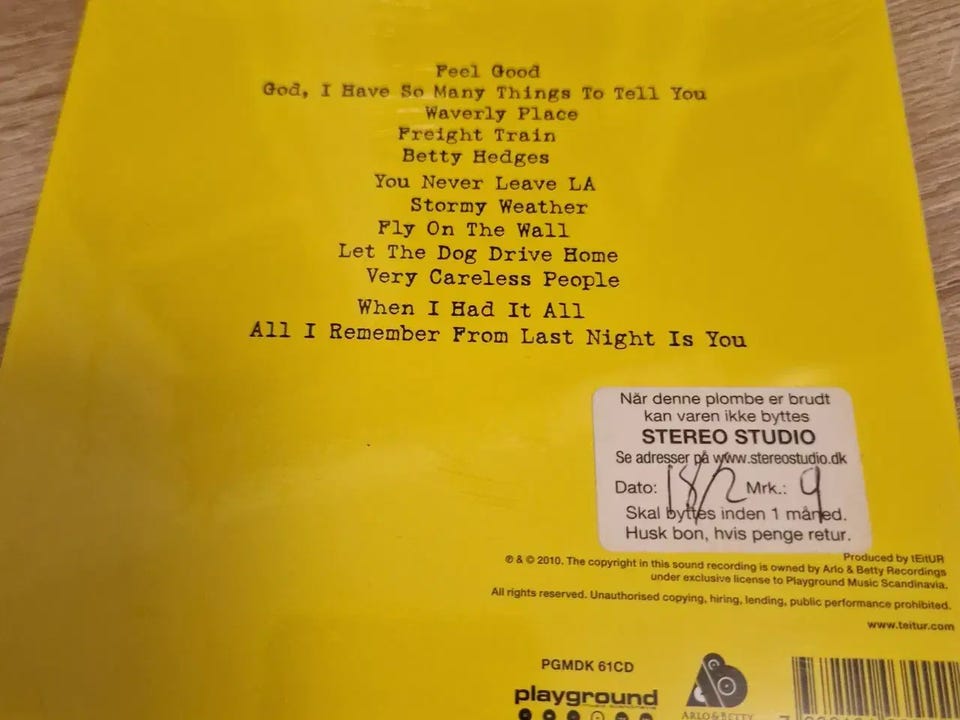 Feel Good
God, I Have So Many Things To Tell You
Waverly Place
Freight Train
Betty Hedges
You Never Leave LA
Stormy Weather
Fly On The Wall
Let The Dog Drive Home
Very Careless People
When I Had It All
All I Remember From Last Night Is You
Når denne plombe er brudt
kan varen ikke byttes
STEREO STUDIO
Se adresser på www.stereostudio.dk
Dato: 18/2 Mrk.: 9
Skal byttes inden 1 måned.
Husk bon, hvis penge retur.
Produced by tEitUR
℗ & © 2010. The copyright in this sound recording is owned by Arlo & Betty Recordings
under exclusive license to Playground Music Scandinavia.
All rights reserved. Unauthorised copying, hiring, lending, public performance prohibited.
www.teitur.com
PGMDK 61CD
playground
ARLO & BETTY